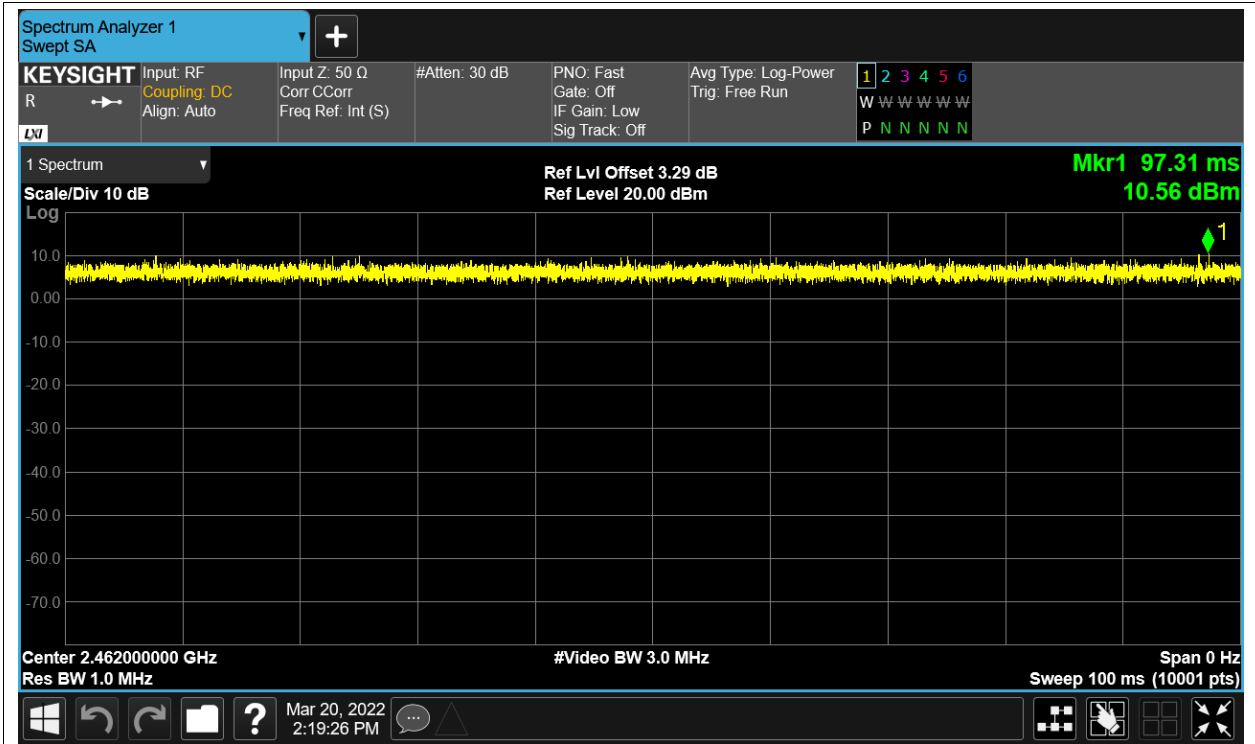 Spectrum Analyzer 1
Swept SA
KEYSIGHT
R
LXI
Input: RF
Coupling: DC
Align: Auto
Input Z: 50 Ω
Corr CCorr
Freq Ref: Int (S)
#Atten: 30 dB
PNO: Fast
Gate: Off
IF Gain: Low
Sig Track: Off
Avg Type: Log-Power
Trig: Free Run
1 2 3 4 5 6
W W W W W W
P N N N N N
1 Spectrum
Scale/Div 10 dB
Ref Lvl Offset 3.29 dB
Ref Level 20.00 dBm
Mkr1 97.31 ms
10.56 dBm
Log
1
10.0
0.00
-10.0
-20.0
-30.0
-40.0
-50.0
-60.0
-70.0
Center 2.462000000 GHz
#Video BW 3.0 MHz
Span 0 Hz
Res BW 1.0 MHz
Sweep 100 ms (10001 pts)
?
Mar 20, 2022
2:19:26 PM